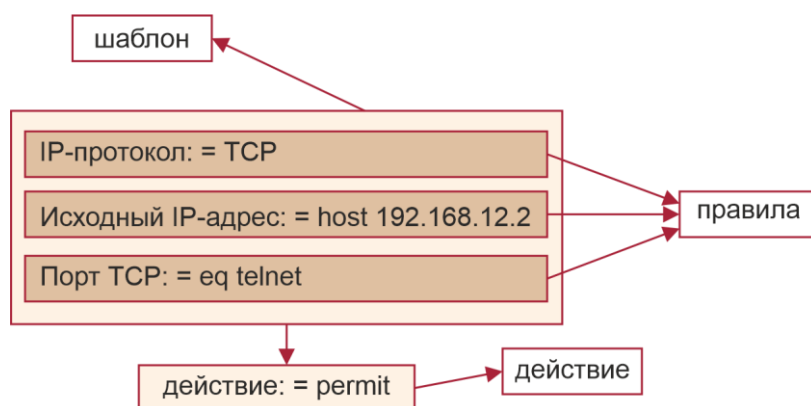 шаблон
IP-протокол: = TCP
Исходный IP-адрес: = host 192.168.12.2
правила
Порт TCP: = eq telnet
действие: = permit
действие